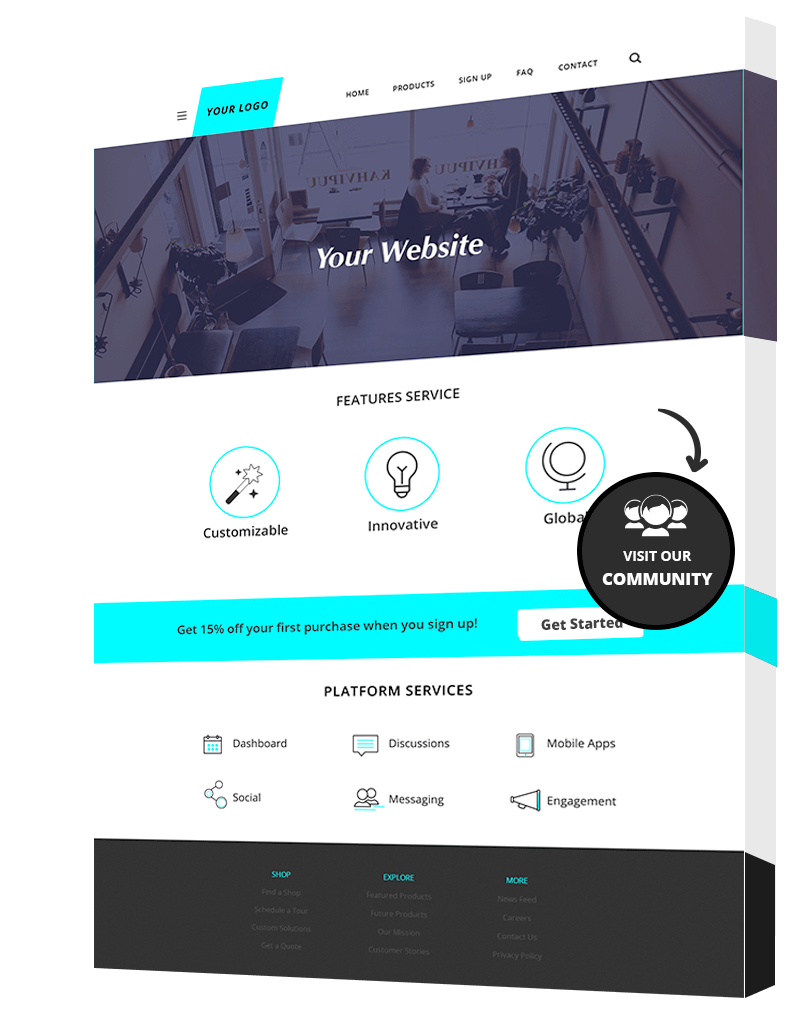 HOME PRODUCTS SIGN UP FAQ CONTACT
YOUR LOGO
KAHVIPUU
HVIPUU
Your Website
FEATURES SERVICE
Customizable Innovative Global
VISIT OUR
COMMUNITY
Get 15% off your first purchase when you sign up! Get Started
PLATFORM SERVICES
Dashboard Discussions Mobile Apps
Social Messaging Engagement
SHOP EXPLORE MORE
Find a Shop Featured Products News Feed
Schedule a Tour Future Products Careers
Custom Solutions Our Mission Contact Us
Get a Quote Customer Stories Privacy Policy